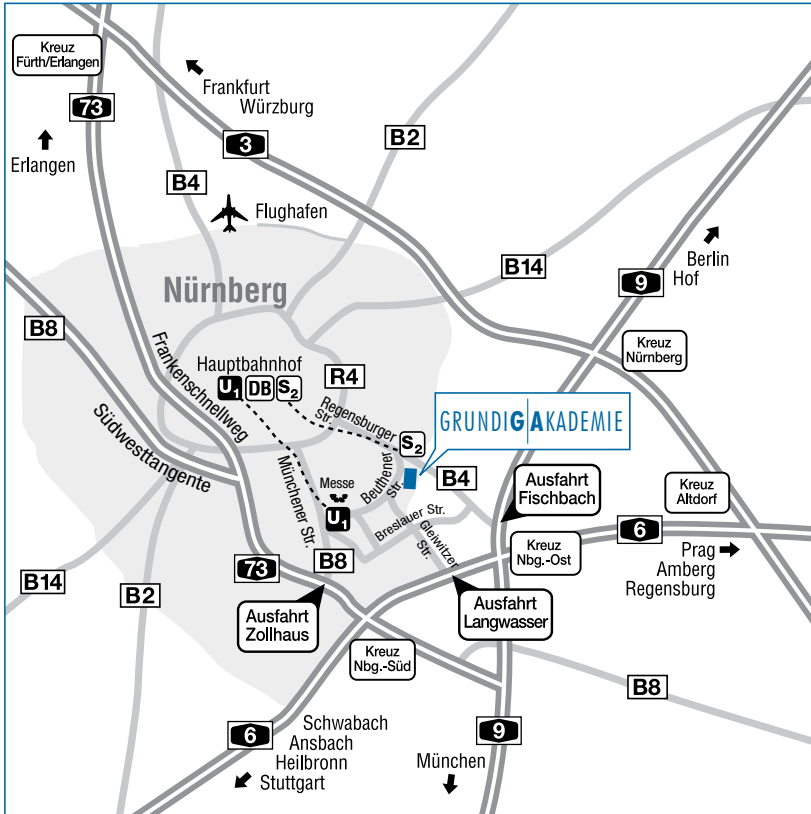 Kreuz
Fürth/Erlangen
73
Erlangen
Frankfurt
Würzburg
3
B2
B4
Flughafen
B14
Berlin
Hof
9
Nürnberg
B8
Kreuz
Nürnberg
Hauptbahnhof
U1 DB S2
R4
Frankenschnellweg
Südwesttangente
Regensburger
Str.
S2
GRUNDIG AKADEMIE
Münchener Str.
Messe
U1
Beuthener
Str.
B4
Ausfahrt
Fischbach
Kreuz
Altdorf
Breslauer Str.
Gleiwitzer
Str.
Kreuz
Nbg.-Ost
6
Prag
Amberg
Regensburg
B8
73
B14
B2
Ausfahrt
Zollhaus
Ausfahrt
Langwasser
Kreuz
Nbg.-Süd
B8
6
Schwabach
Ansbach
Heilbronn
Stuttgart
München
9